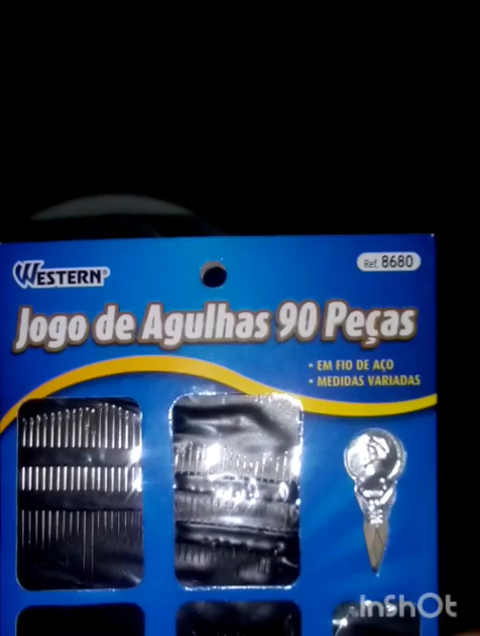 WESTERN®
Ref. 8680
Jogo de Agulhas 90 Peças
• EM FIO DE AÇO
• MEDIDAS VARIADAS
InShOt